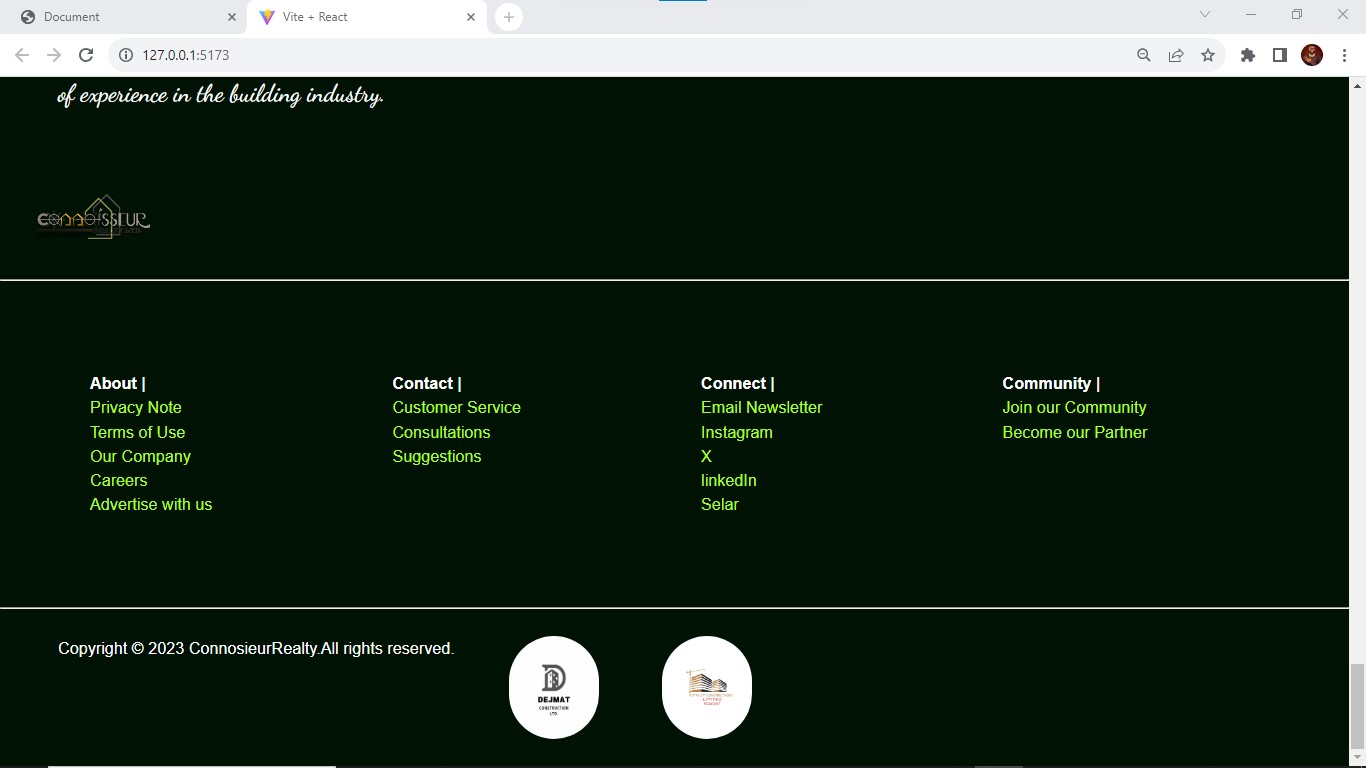 Document
Vite + React
127.0.0.1:5173
of experience in the building industry.
CONNOISSEUR
About |
Privacy Note
Terms of Use
Our Company
Careers
Advertise with us
Contact |
Customer Service
Consultations
Suggestions
Connect |
Email Newsletter
Instagram
X
linkedIn
Selar
Community |
Join our Community
Become our Partner
Copyright © 2023 ConnosieurRealty.All rights reserved.
D
DEJMAT
CONSTRUCTION
LTD.
LIMITED